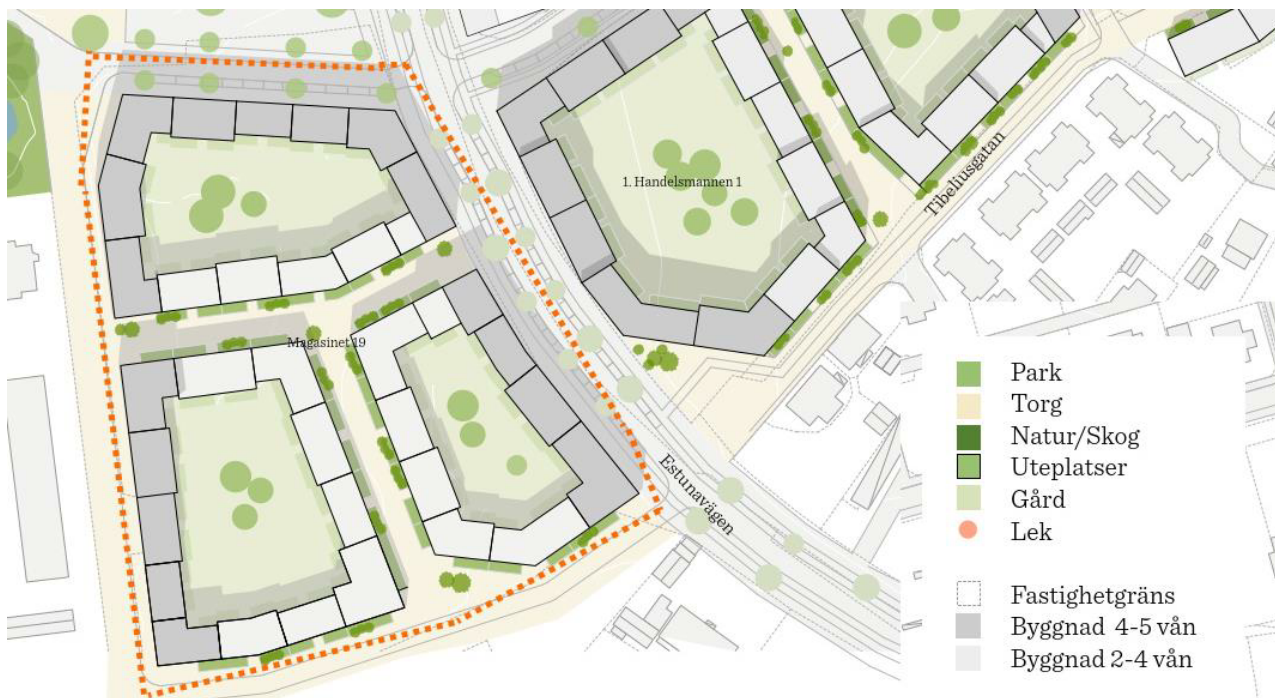 1. Handelsmannen 1
Tibeliusgatan
Magasinet 19
Estunavägen
Park
Torg
Natur/Skog
Uteplatser
Gård
Lek
Fastighetgräns
Byggnad 4-5 vån
Byggnad 2-4 vån